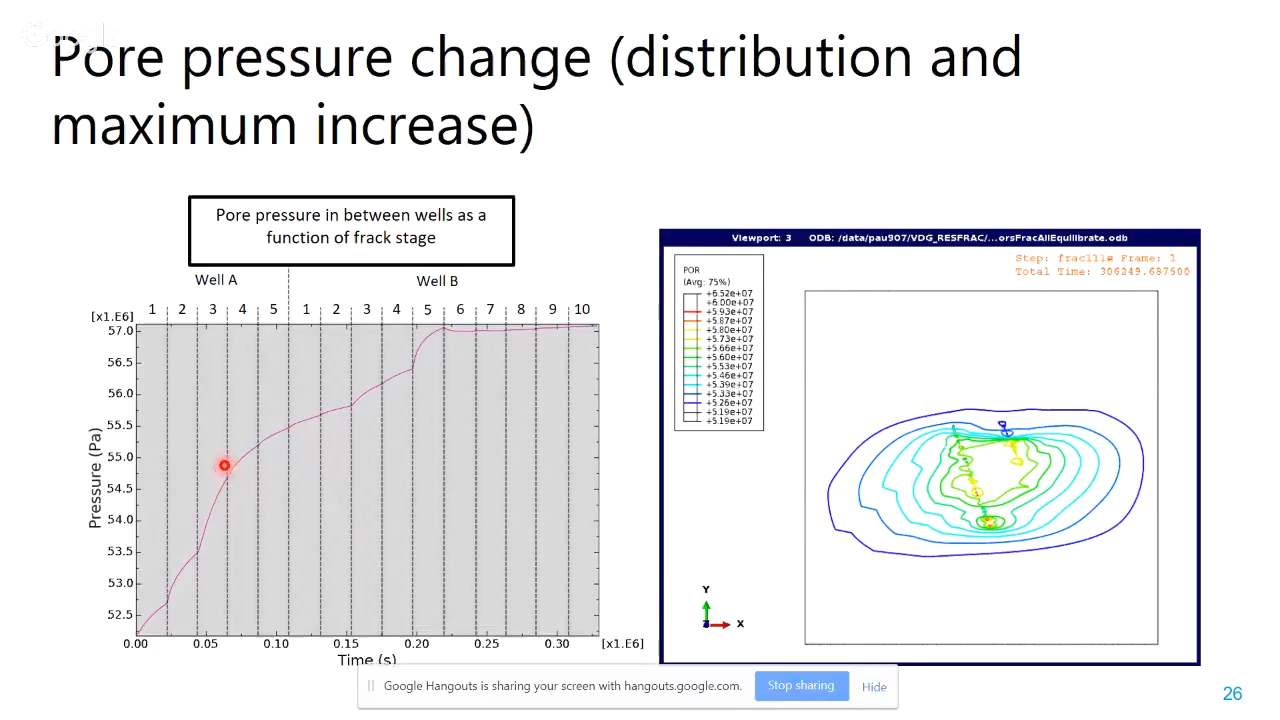 Google
Pore pressure change (distribution and
maximum increase)
Pore pressure in between wells as a
function of frack stage
Well A
Well B
1 2 3 4 5 1 2 3 4 5 6 7 8 9 10
[x1.E6]
57.0
56.5
56.0
55.5
55.0
54.5
54.0
53.5
53.0
52.5
Pressure (Pa)
0.00 0.05 0.10 0.15 0.20 0.25 0.30 [x1.E6]
Time (s)
Viewport: 3 ODB: /data/pau907/VDG_RESFRAC/...orsFracAllEquilibrate.odb
Total Time: 306249.687500
POR
(Avg: 75%)
+6.52e+07
+6.00e+07
+5.93e+07
+5.87e+07
+5.80e+07
+5.73e+07
+5.66e+07
+5.60e+07
+5.53e+07
+5.46e+07
+5.39e+07
+5.33e+07
+5.26e+07
+5.19e+07
+5.19e+07
Y
Z X
Google Hangouts is sharing your screen with hangouts.google.com.
Stop sharing
Hide
26